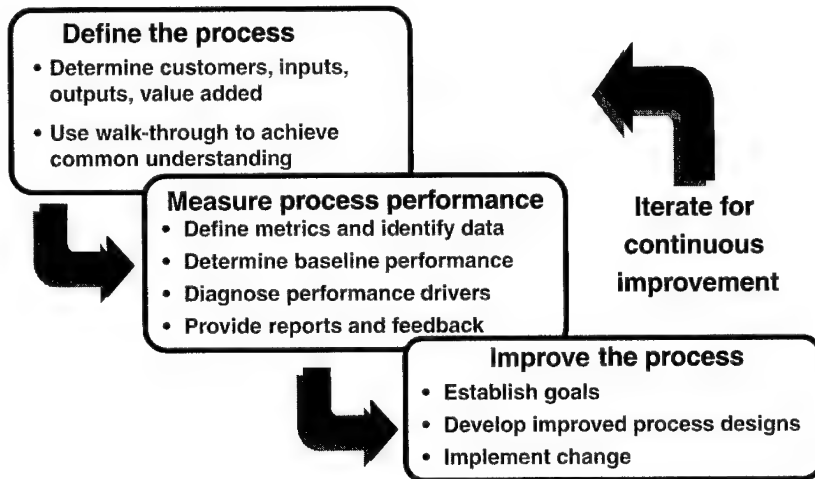 Define the process
• Determine customers, inputs,
outputs, value added
• Use walk-through to achieve
common understanding
Measure process performance
• Define metrics and identify data
• Determine baseline performance
• Diagnose performance drivers
• Provide reports and feedback
Iterate for
continuous
improvement
Improve the process
• Establish goals
• Develop improved process designs
• Implement change